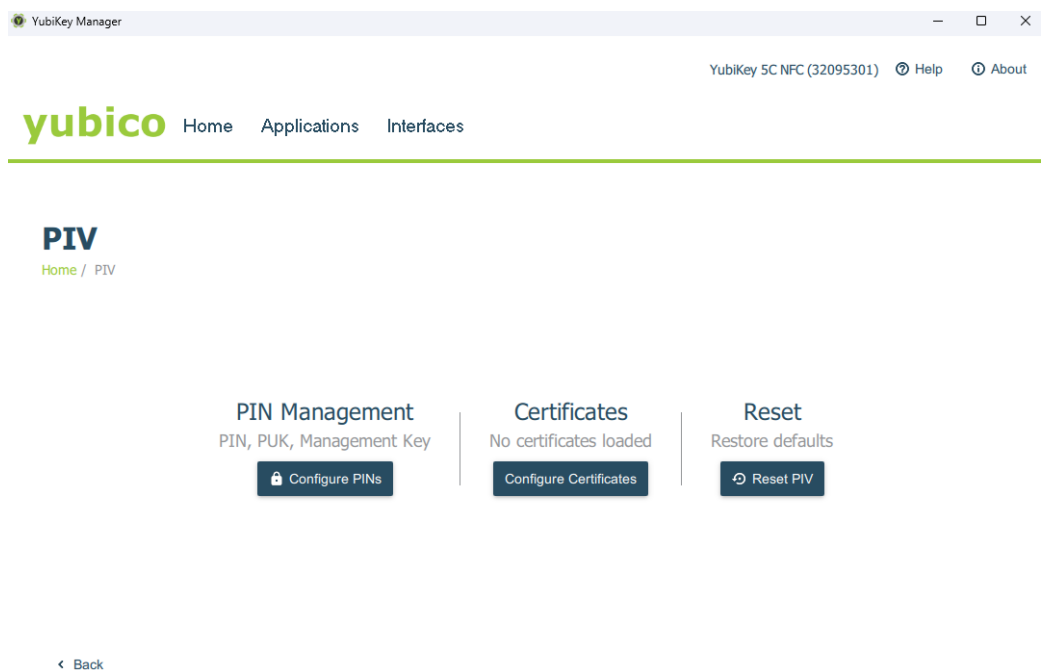 YubiKey Manager
YubiKey 5C NFC (32095301) Help About
yubico Home Applications Interfaces
PIV
Home / PIV
PIN Management Certificates Reset
PIN, PUK, Management Key No certificates loaded Restore defaults
Configure PINs Configure Certificates Reset PIV
Back